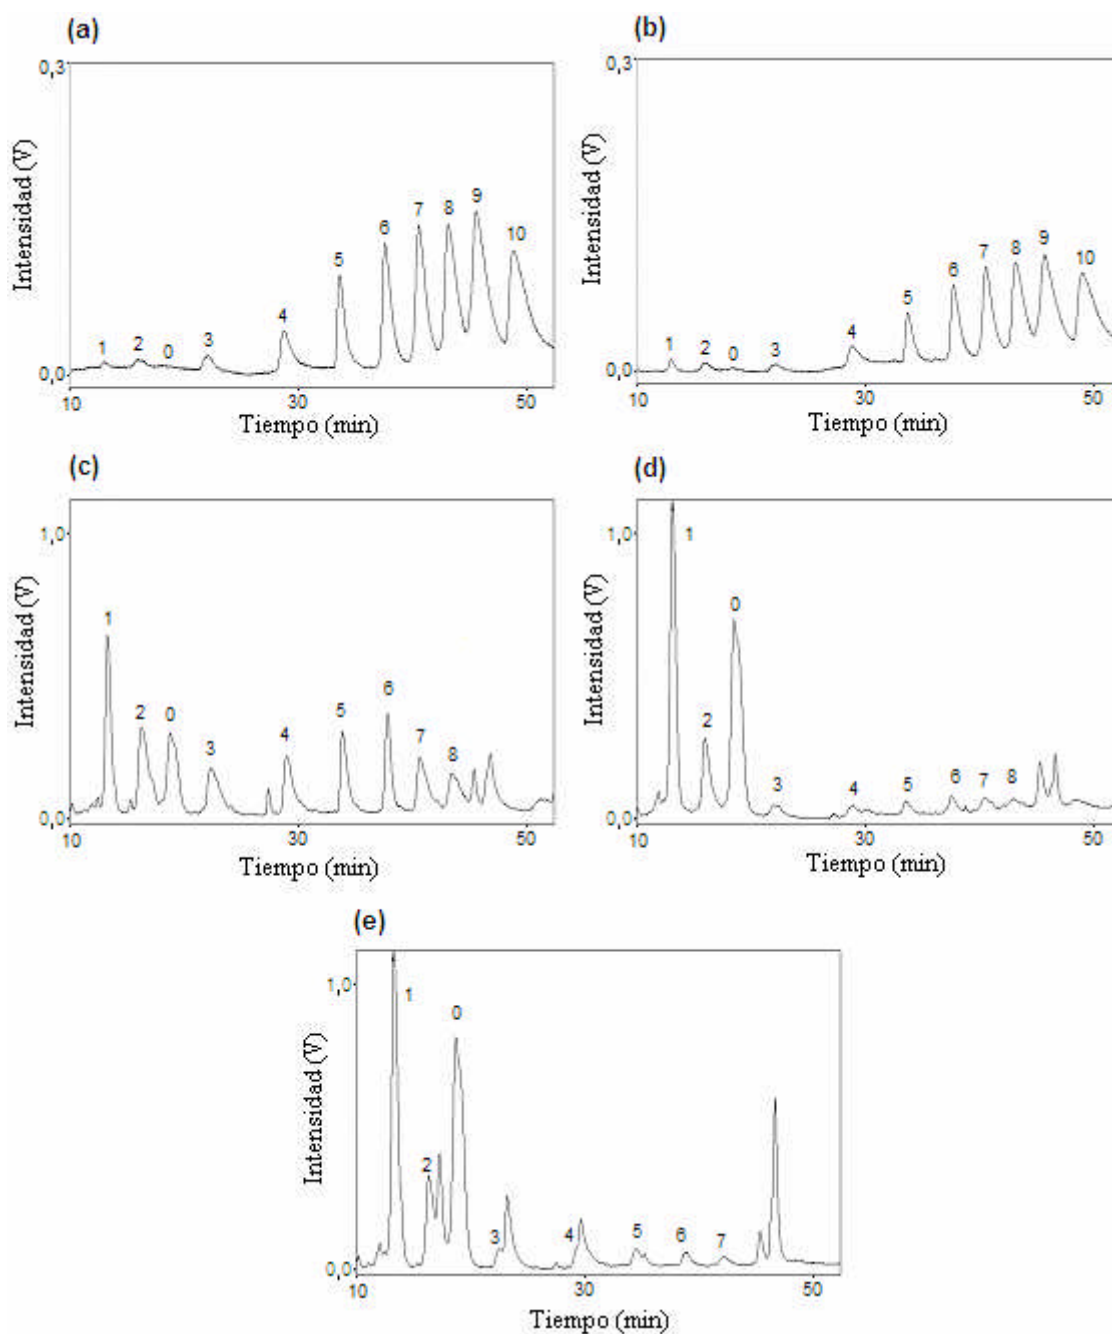 (a)
0,3
Intensidad (V)
0,0
1 2 0 3 4 5 6 7 8 9 10
10 30 50
Tiempo (min)
(b)
0,3
Intensidad (V)
0,0
1 2 0 3 4 5 6 7 8 9 10
10 30 50
Tiempo (min)
(c)
1,0
Intensidad (V)
0,0
1 2 0 3 4 5 6 7 8
10 30 50
Tiempo (min)
(d)
1,0
Intensidad (V)
0,0
1 2 0 3 4 5 6 7 8
10 30 50
Tiempo (min)
(e)
1,0
Intensidad (V)
0,0
1 2 0 3 4 5 6 7
10 30 50
Tiempo (min)